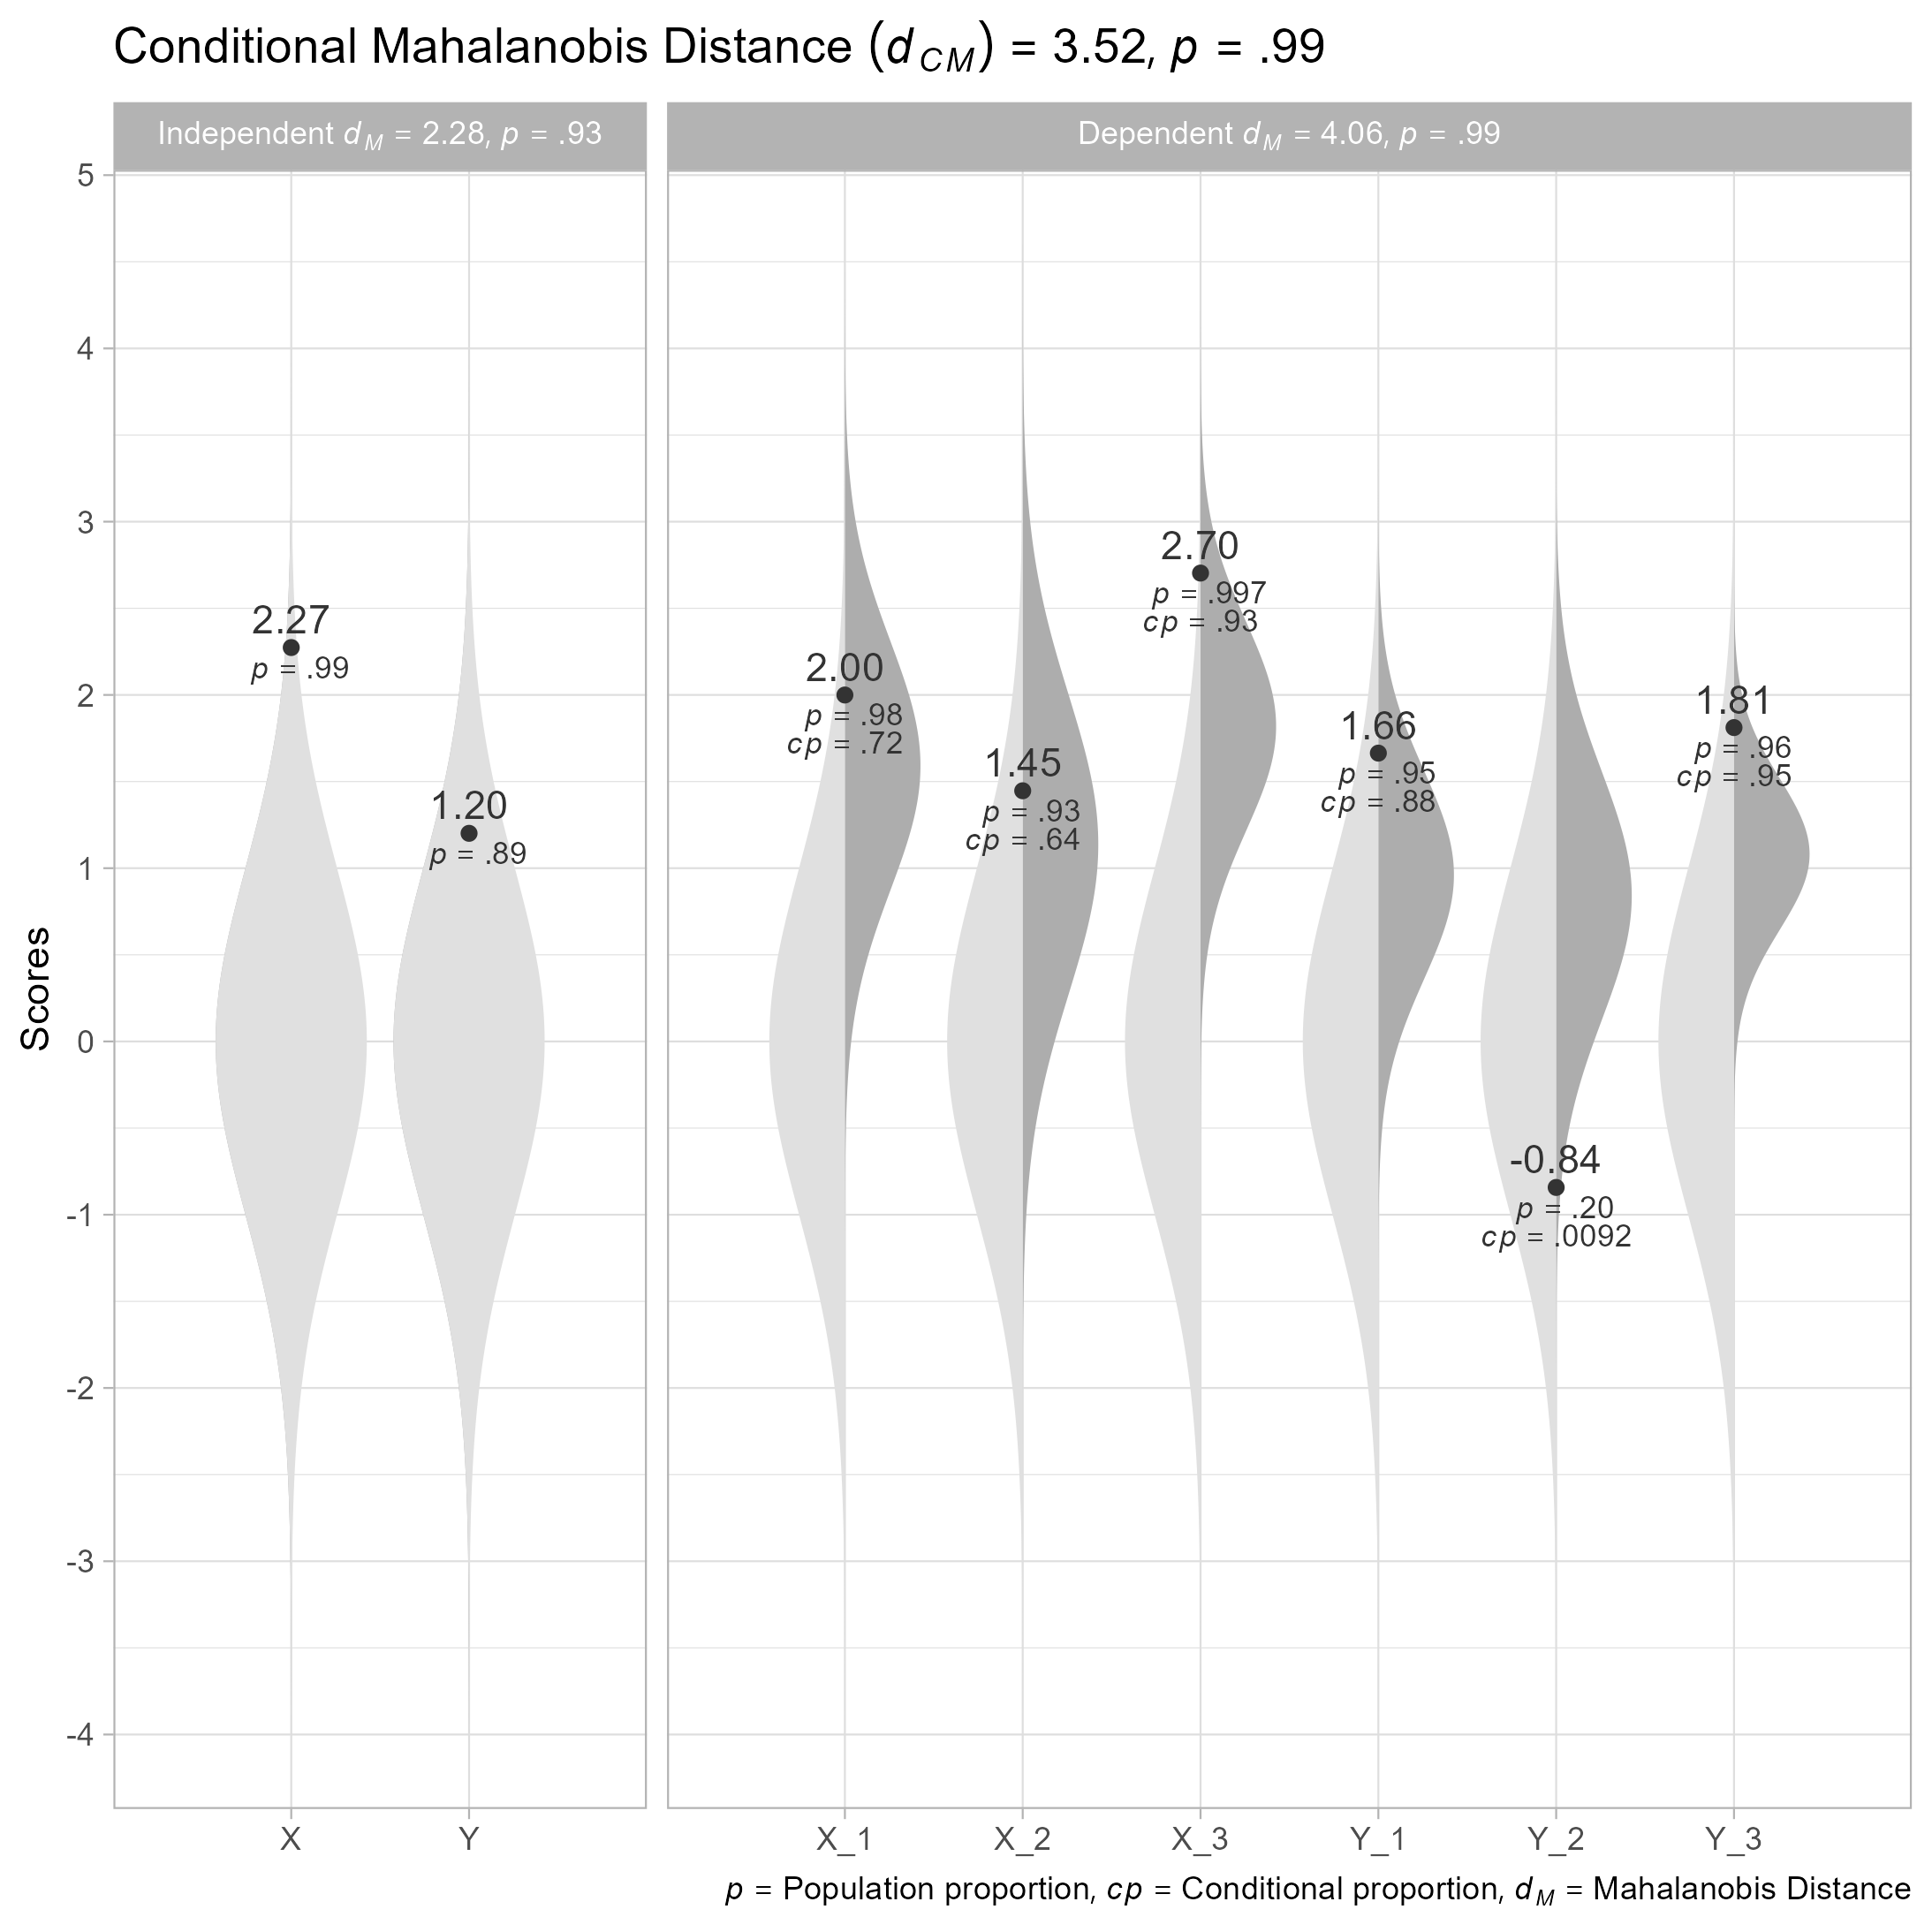 Conditional Mahalanobis Distance (d CM) = 3.52, p = .99
Independent dM = 2.28, p = .93
Dependent dM = 4.06, p = .99
Scores
5
4
3
2
1
0
-1
-2
-3
-4
2.27
p = .99
1.20
p = .89
2.00
p = .98
cp = .72
1.45
p = .93
cp = .64
2.70
p = .997
cp = .93
1.66
p = .95
cp = .88
-0.84
p = .20
cp = .0092
1.81
p = .96
cp = .95
X
Y
X_1
X_2
X_3
Y_1
Y_2
Y_3
p = Population proportion, cp = Conditional proportion, dM = Mahalanobis Distance